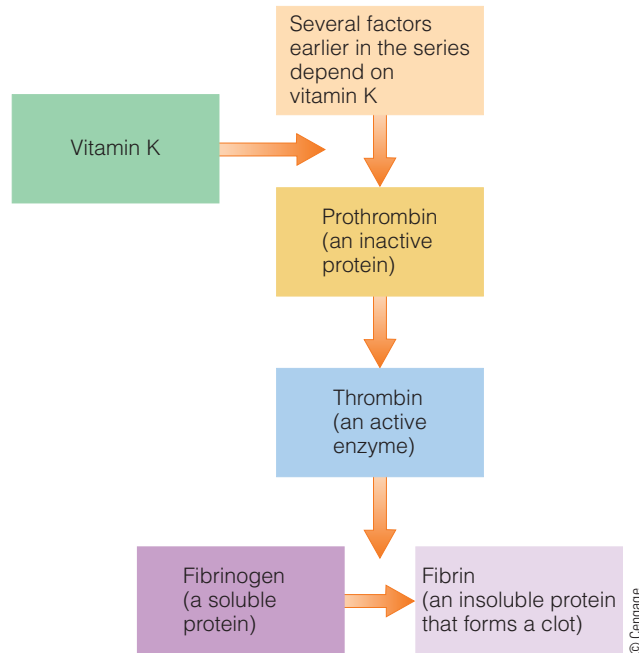 Several factors
earlier in the series
depend on
vitamin K
Vitamin K
Prothrombin
(an inactive
protein)
Thrombin
(an active
enzyme)
Fibrinogen
(a soluble
protein)
Fibrin
(an insoluble protein
that forms a clot)
© Cengage